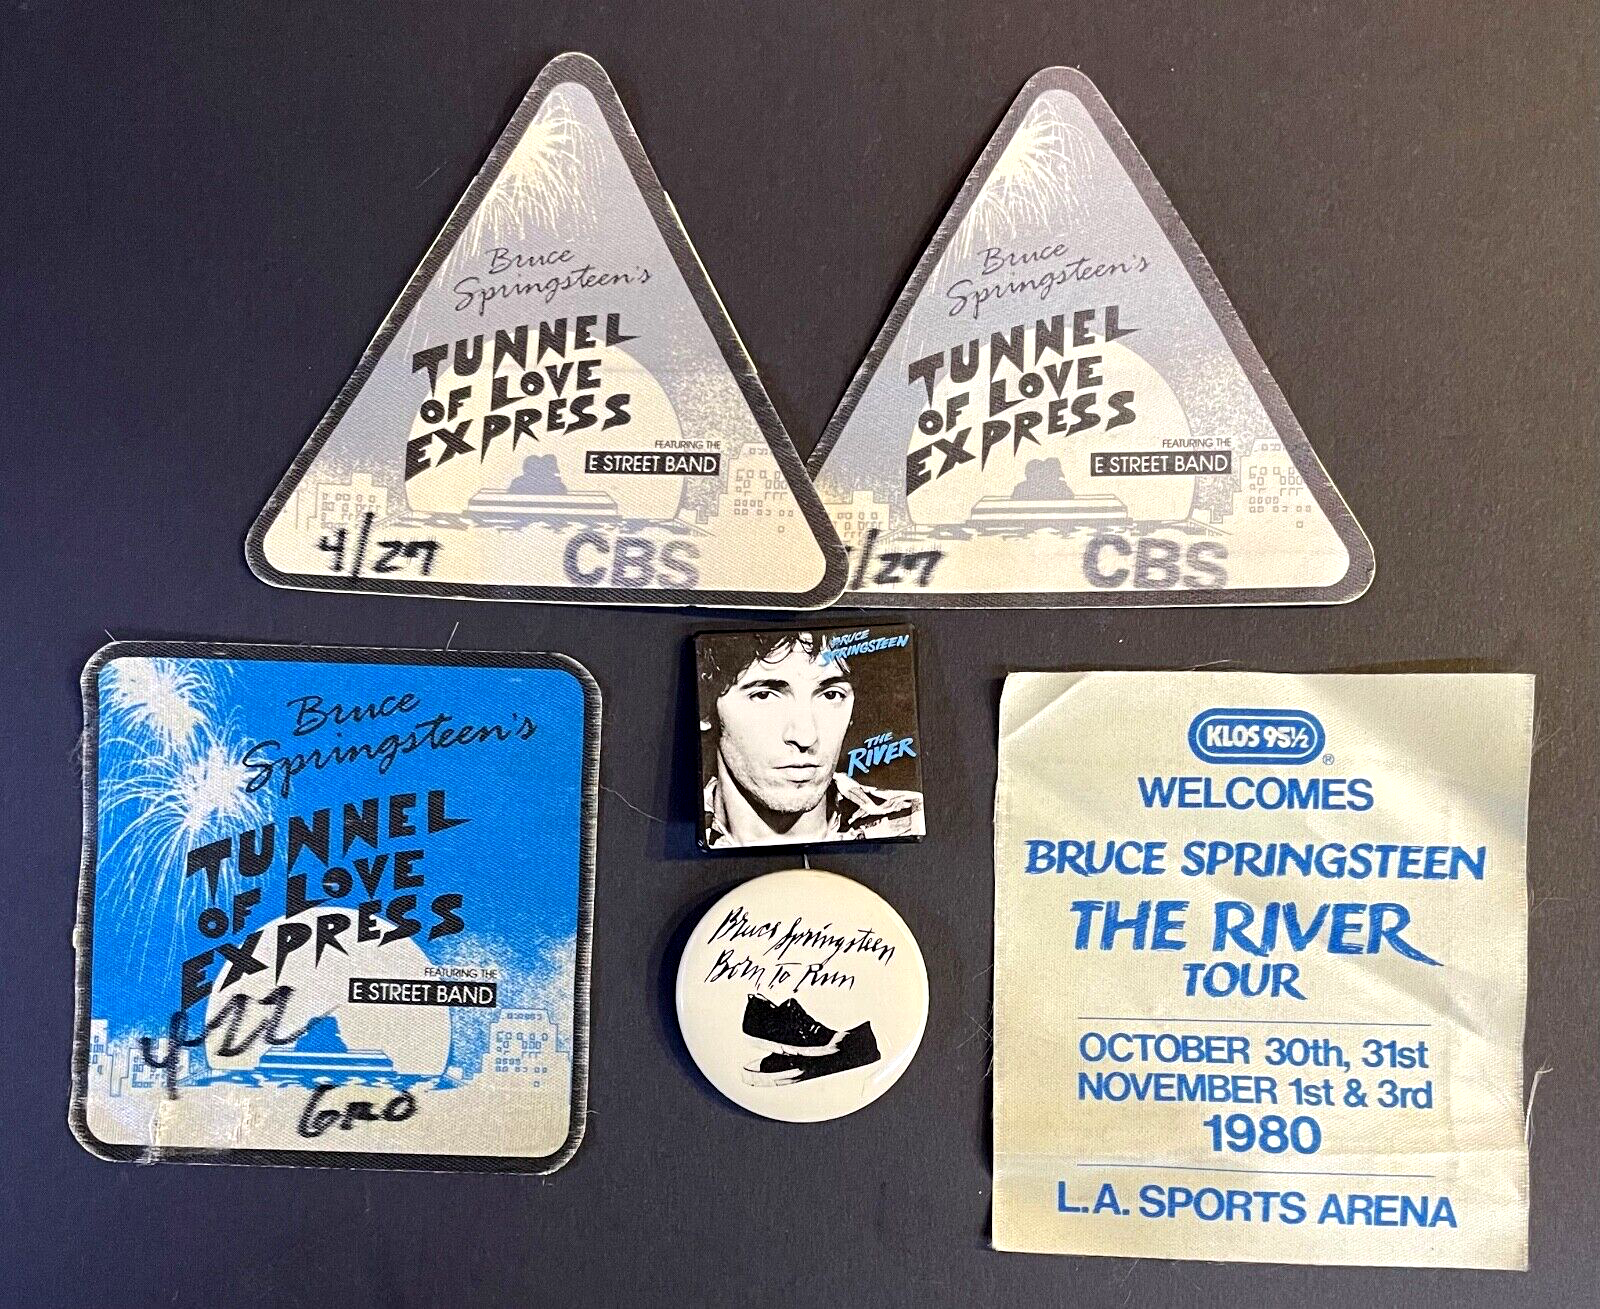 Bruce
Springsteen's
TUNNEL
OF LOVE
EXPRESS
FEATURING THE
E STREET BAND
4/27
CBS
Bruce
Springsteen's
TUNNEL
OF LOVE
EXPRESS
FEATURING THE
E STREET BAND
/27
CBS
Bruce
Springsteen's
TUNNEL
OF LOVE
EXPRESS
FEATURING THE
E STREET BAND
GRO
BRUCE
SPRINGSTEEN
THE
RIVER
Bruce Springsteen
Born To Run
KLOS 95½
®
WELCOMES
BRUCE SPRINGSTEEN
THE RIVER
TOUR
OCTOBER 30th, 31st
NOVEMBER 1st & 3rd
1980
L.A. SPORTS ARENA